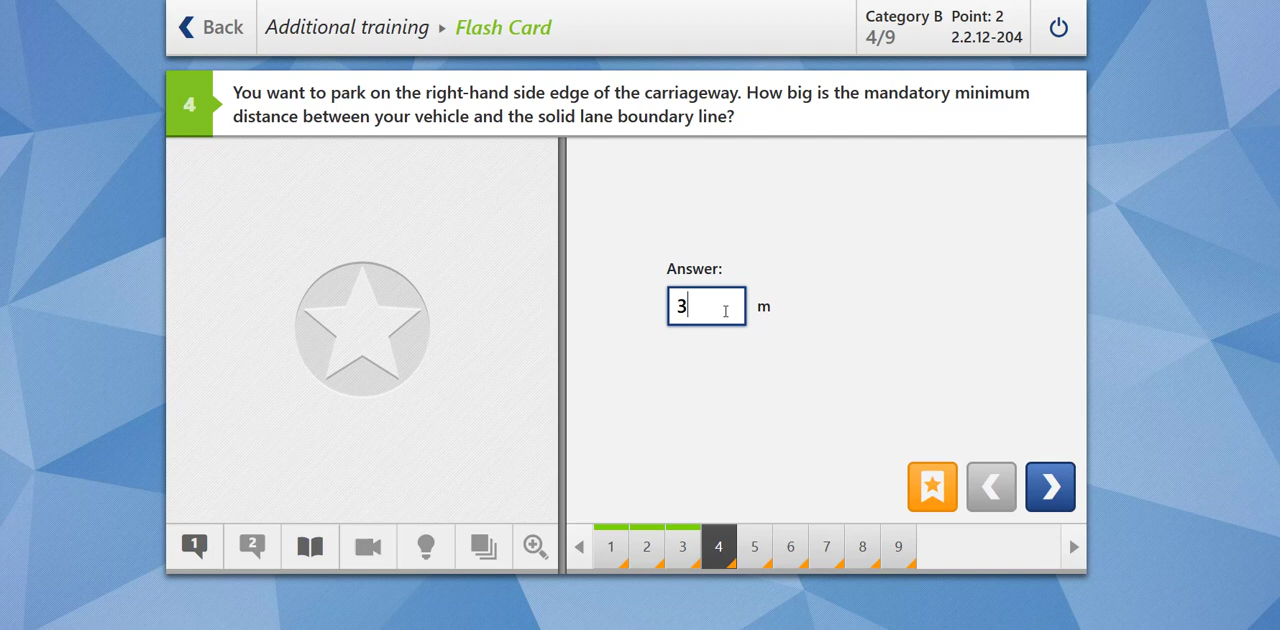 Back
Additional training ▸ Flash Card
Category B Point: 2
4/9 2.2.12-204
4
You want to park on the right-hand side edge of the carriageway. How big is the mandatory minimum
distance between your vehicle and the solid lane boundary line?
Answer:
3 m
1 2
1 2 3 4 5 6 7 8 9